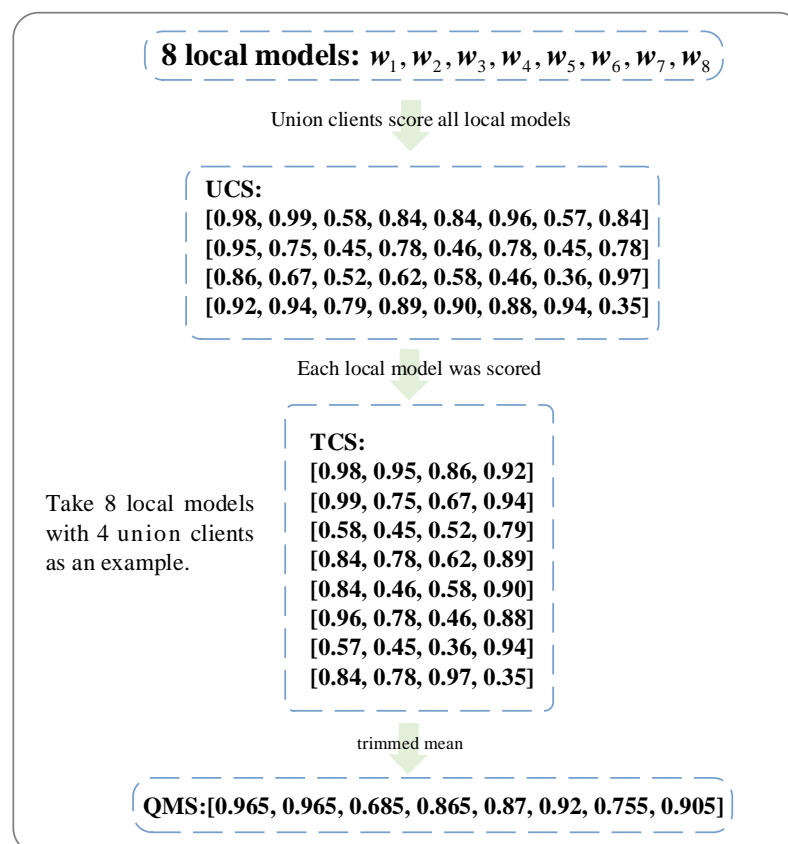 8 local models: w₁, w₂, w₃, w₄, w₅, w₆, w₇, w₈
Union clients score all local models
UCS:
[0.98, 0.99, 0.58, 0.84, 0.84, 0.96, 0.57, 0.84]
[0.95, 0.75, 0.45, 0.78, 0.46, 0.78, 0.45, 0.78]
[0.86, 0.67, 0.52, 0.62, 0.58, 0.46, 0.36, 0.97]
[0.92, 0.94, 0.79, 0.89, 0.90, 0.88, 0.94, 0.35]
Each local model was scored
TCS:
[0.98, 0.95, 0.86, 0.92]
[0.99, 0.75, 0.67, 0.94]
[0.58, 0.45, 0.52, 0.79]
[0.84, 0.78, 0.62, 0.89]
[0.84, 0.46, 0.58, 0.90]
[0.96, 0.78, 0.46, 0.88]
[0.57, 0.45, 0.36, 0.94]
[0.84, 0.78, 0.97, 0.35]
Take 8 local models
with 4 union clients
as an example.
trimmed mean
QMS:[0.965, 0.965, 0.685, 0.865, 0.87, 0.92, 0.755, 0.905]